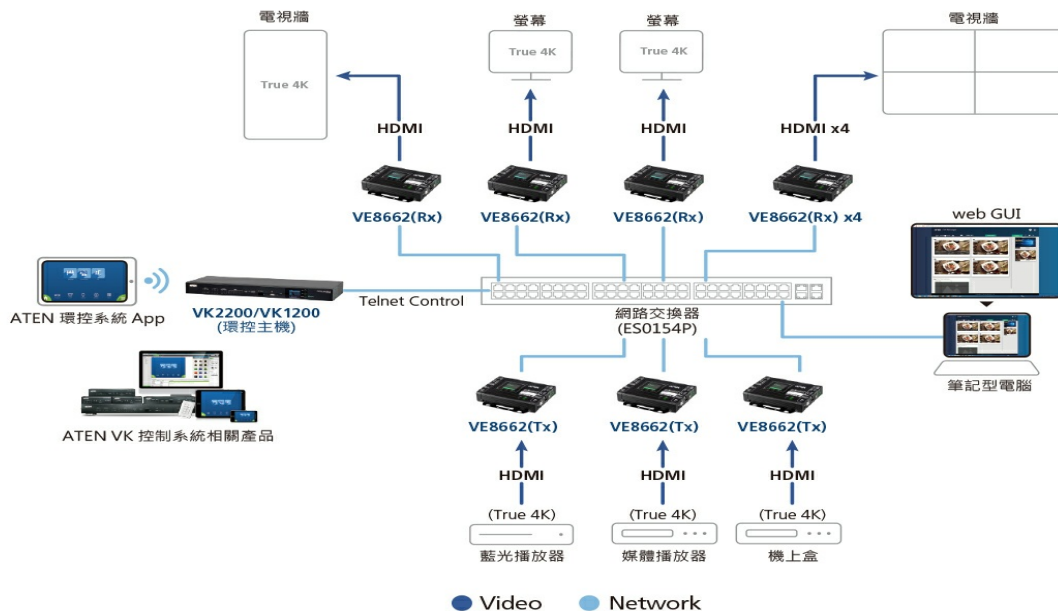 電視牆
螢幕
螢幕
電視牆
True 4K
True 4K
True 4K
HDMI
HDMI
HDMI
HDMI x4
VE8662(Rx)
VE8662(Rx)
VE8662(Rx)
VE8662(Rx) x4
web GUI
ATEN 環控系統 App
VK2200/VK1200
(環控主機)
Telnet Control
網路交換器
(ES0154P)
筆記型電腦
ATEN VK 控制系統相關產品
VE8662(Tx)
VE8662(Tx)
VE8662(Tx)
HDMI
HDMI
HDMI
(True 4K)
(True 4K)
(True 4K)
藍光播放器
媒體播放器
機上盒
Video
Network